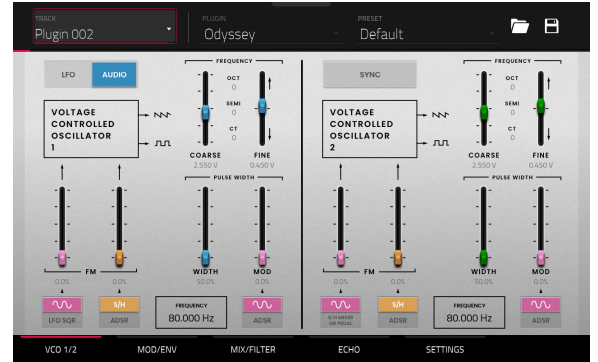 TRACK
Plugin 002
PLUGIN
Odyssey
PRESET
Default
LFO
AUDIO
FREQUENCY
OCT
0
SEMI
0
CT
0
COARSE
2.550 V
FINE
0.450 V
VOLTAGE
CONTROLLED
OSCILLATOR
1
PULSE WIDTH
FM
0.0%
0.0%
WIDTH
50.0%
MOD
0.0%
LFO SQR
S/H
ADSR
FREQUENCY
80.000 Hz
ADSR
SYNC
FREQUENCY
OCT
0
SEMI
0
CT
0
COARSE
2.550 V
FINE
0.450 V
VOLTAGE
CONTROLLED
OSCILLATOR
2
PULSE WIDTH
FM
0.0%
0.0%
WIDTH
50.0%
MOD
0.0%
S/H MIXER
OR PEDAL
S/H
ADSR
FREQUENCY
80.000 Hz
ADSR
VCO 1/2
MOD/ENV
MIX/FILTER
ECHO
SETTINGS